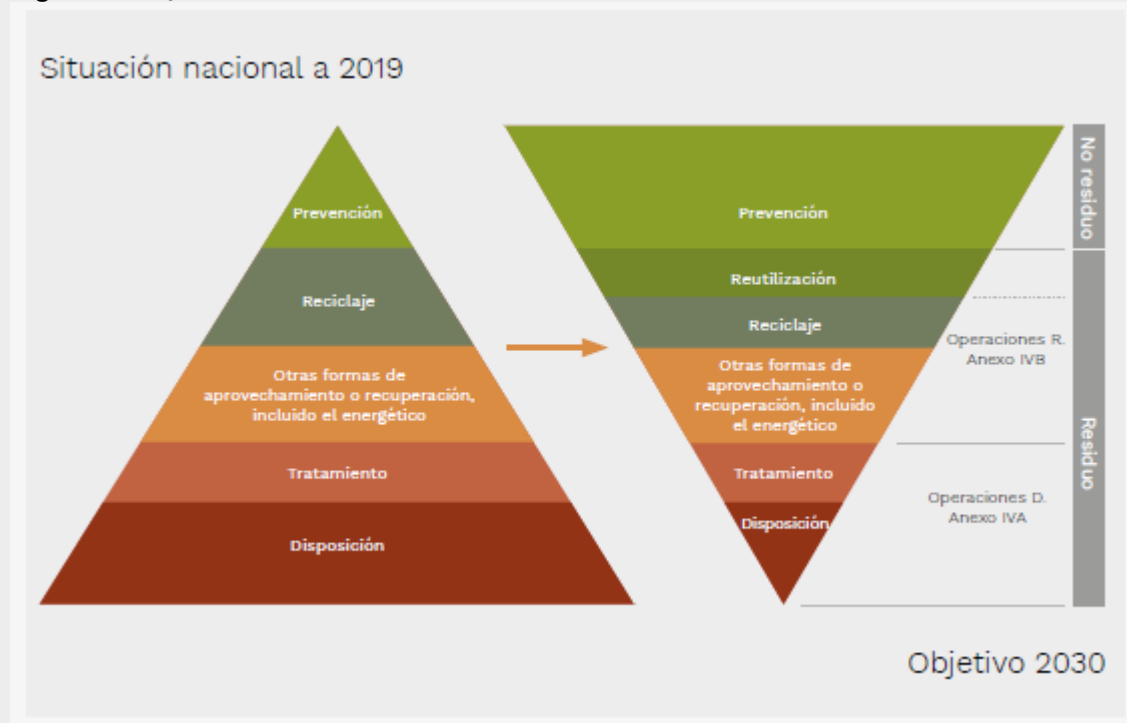 Situación nacional a 2019
Prevención
Reciclaje
Otras formas de
aprovechamiento o recuperación,
incluido el energético
Tratamiento
Disposición
Prevención
Reutilización
Reciclaje
Otras formas de
aprovechamiento o
recuperación, incluido
el energético
Tratamiento
Disposición
No residuo
Operaciones R.
Anexo IVB
Residuo
Operaciones D.
Anexo IVA
Objetivo 2030